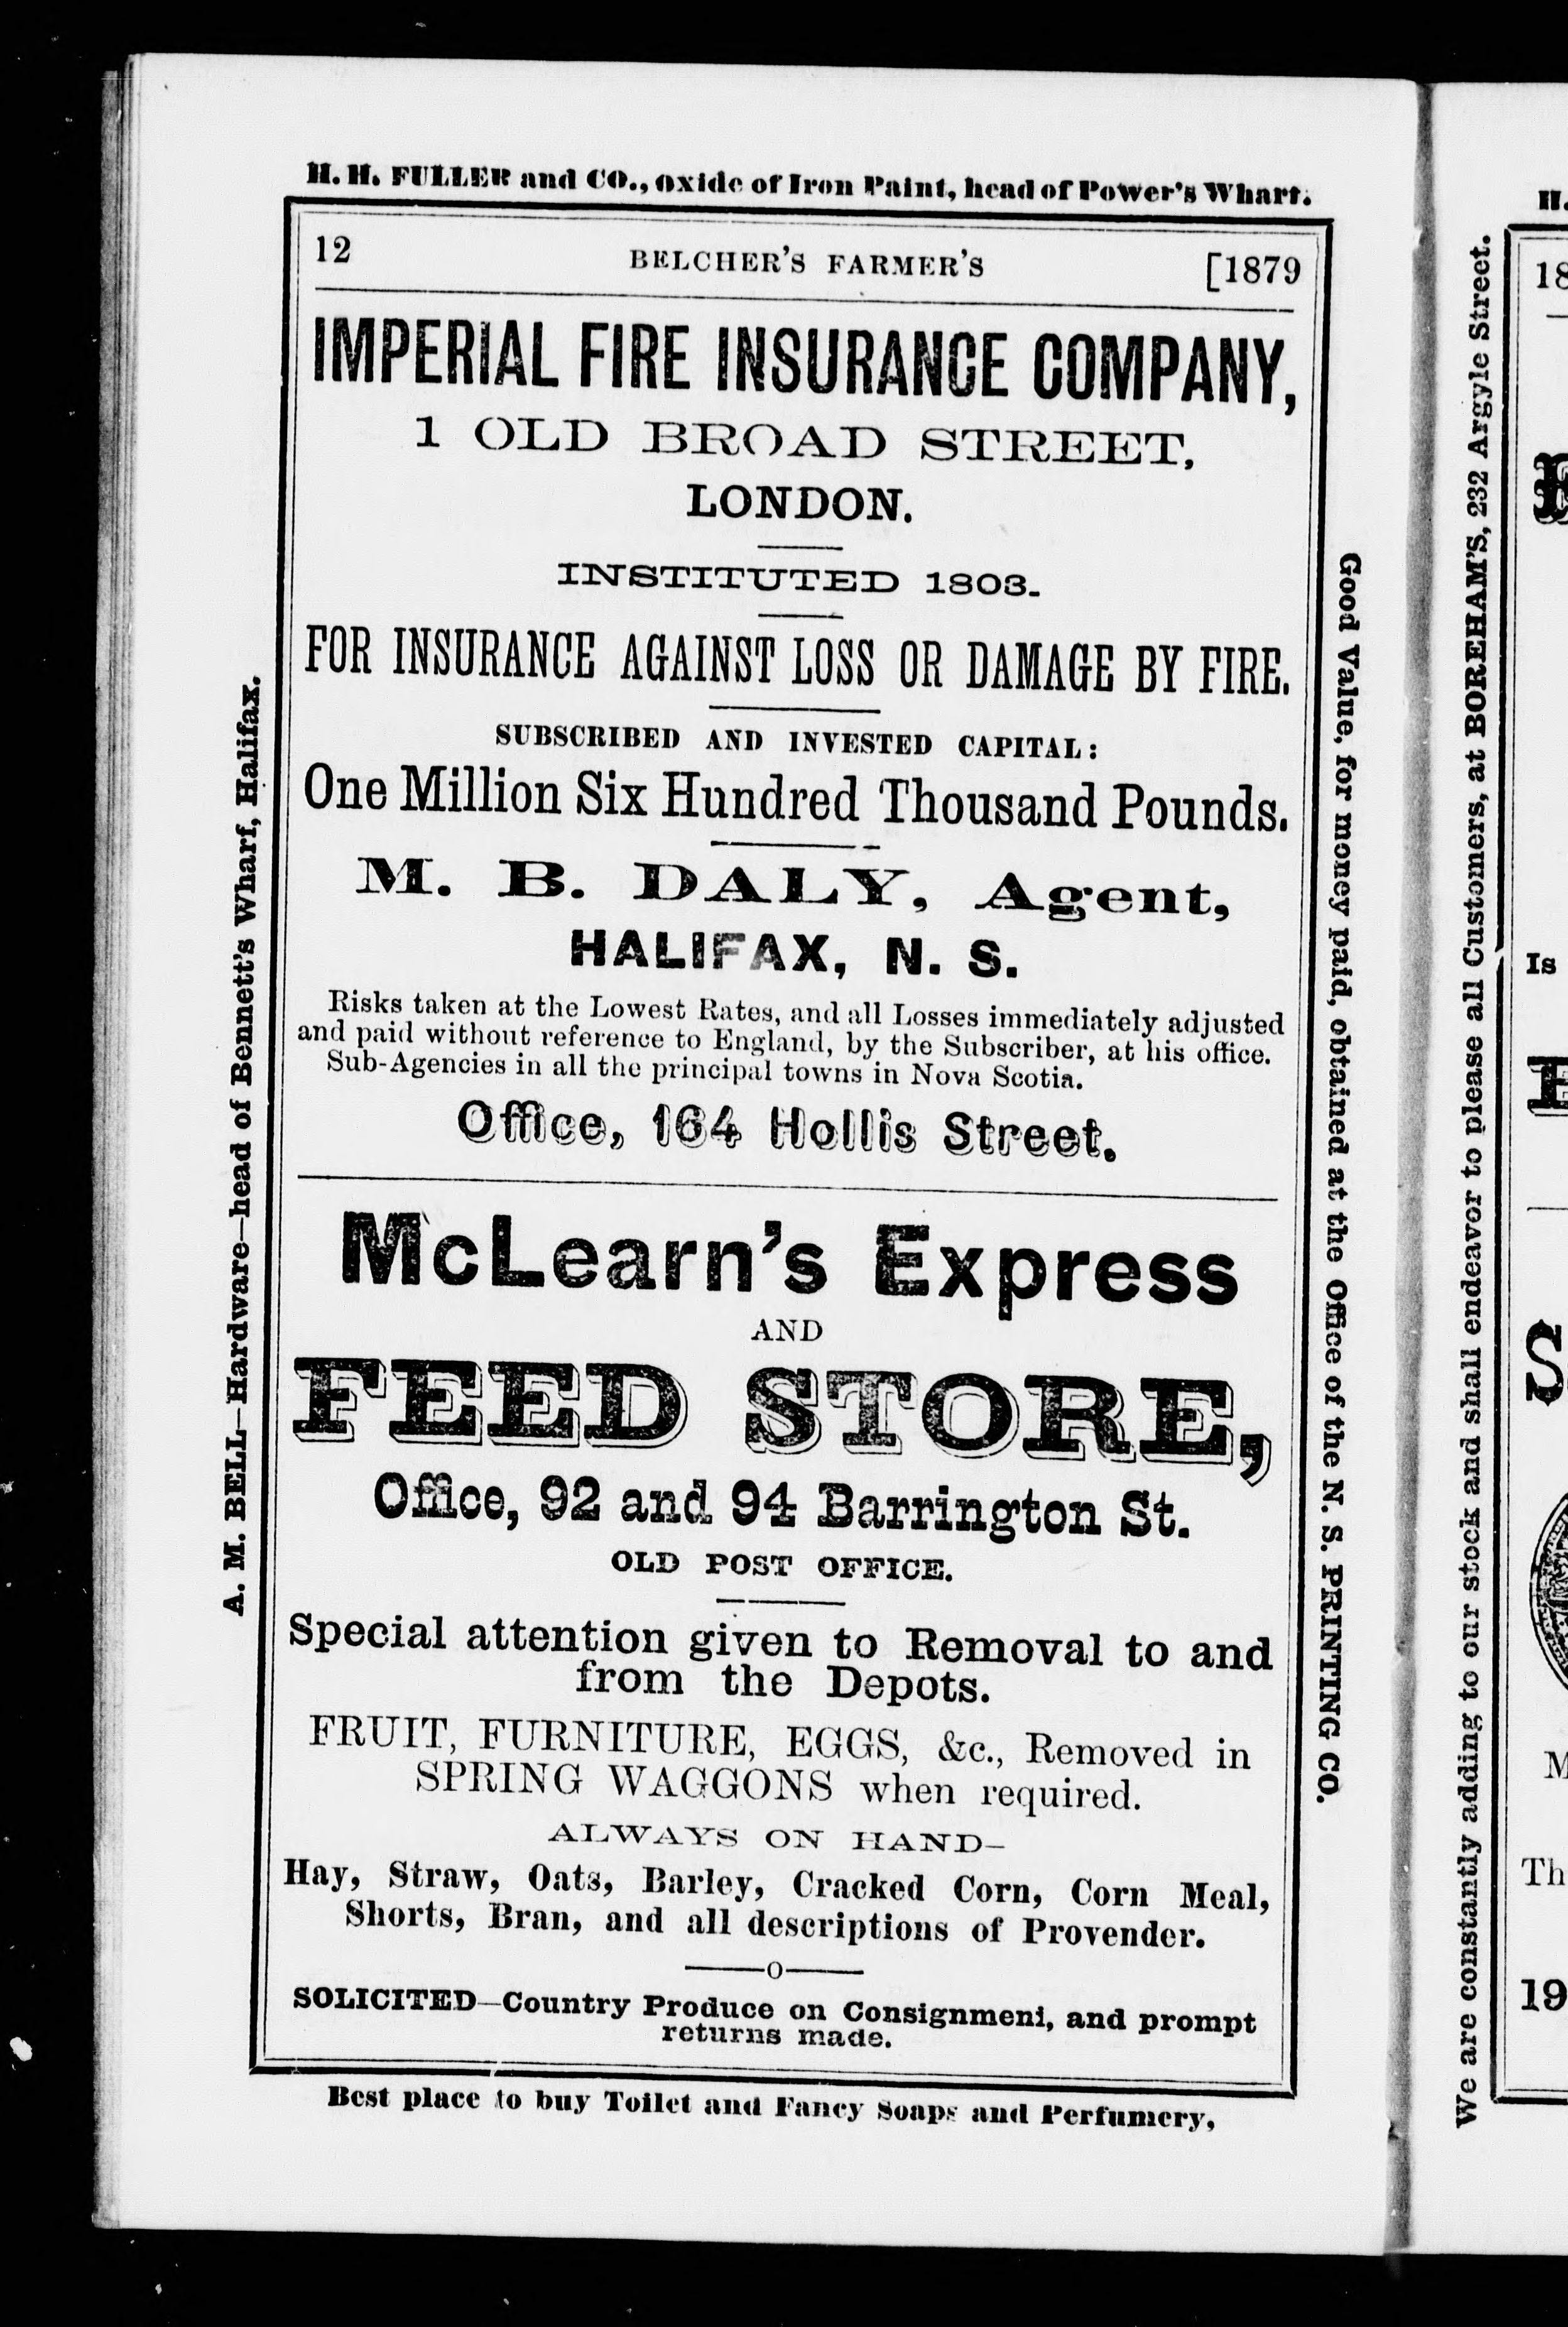 H. H. FULLER and CO., Oxide of Iron Paint, head of Power's Wharf.
12 BELCHER'S FARMER'S [1879
IMPERIAL FIRE INSURANCE COMPANY,
1 OLD BROAD STREET,
LONDON.
INSTITUTED 1803.
FOR INSURANCE AGAINST LOSS OR DAMAGE BY FIRE.
SUBSCRIBED AND INVESTED CAPITAL:
One Million Six Hundred Thousand Pounds.
M. B. DALY, Agent,
HALIFAX, N. S.
Risks taken at the Lowest Rates, and all Losses immediately adjusted
and paid without reference to England, by the Subscriber, at his office.
Sub-Agencies in all the principal towns in Nova Scotia.
Office, 164 Hollis Street.
McLearn's Express
AND
FEED STORE,
Office, 92 and 94 Barrington St.
OLD POST OFFICE.
Special attention given to Removal to and
from the Depots.
FRUIT, FURNITURE, EGGS, &c., Removed in
SPRING WAGGONS when required.
ALWAYS ON HAND—
Hay, Straw, Oats, Barley, Cracked Corn, Corn Meal,
Shorts, Bran, and all descriptions of Provender.
——o——
SOLICITED—Country Produce on Consignmeni, and prompt
returns made.
Best place to buy Toilet and Fancy Soaps and Perfumery,
A. M. BELL—Hardware—head of Bennett's Wharf, Halifax.
Good Value, for money paid, obtained at the Office of the N. S. PRINTING CO.
We are constantly adding to our stock and shall endeavor to please all Customers, at BOREHAM'S, 232 Argyle Street.
H.
18
Is
S
M
Th
19